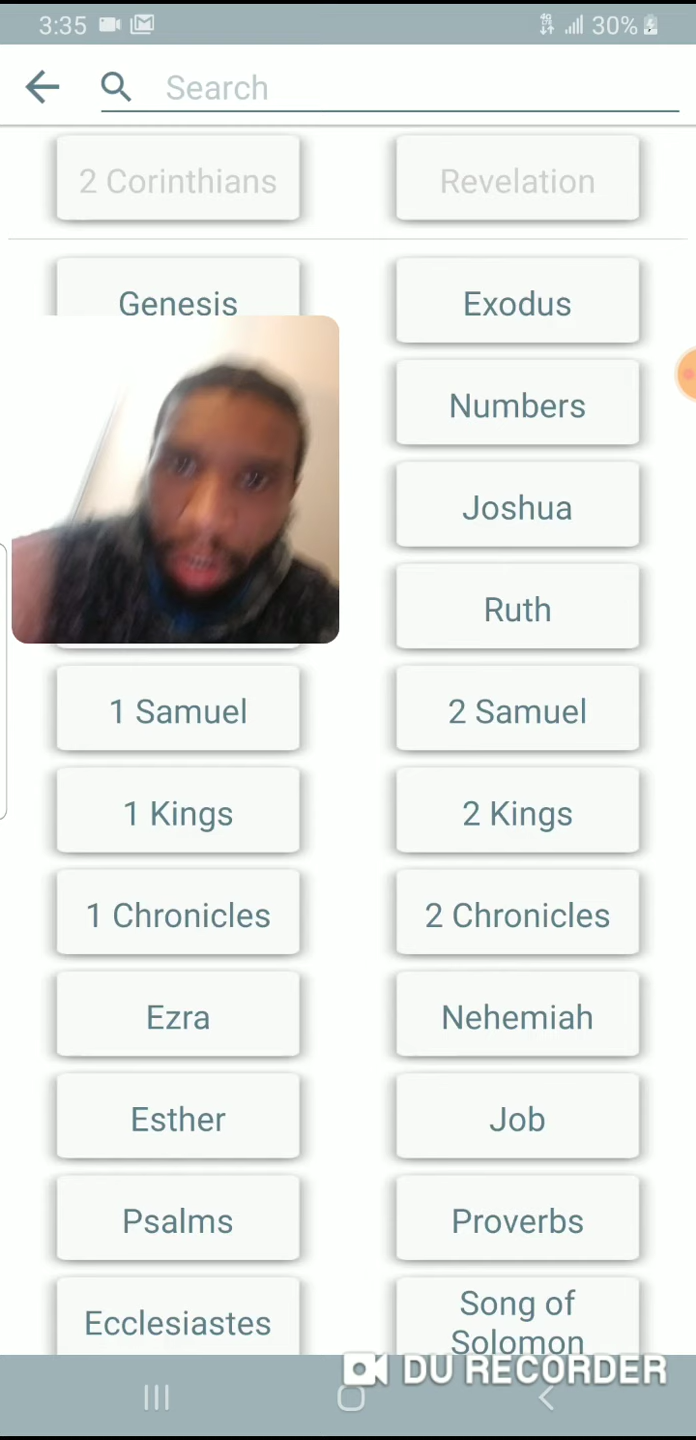 3:35
4G
30%
Search
2 Corinthians
Revelation
Genesis
Exodus
Numbers
Joshua
Ruth
1 Samuel
2 Samuel
1 Kings
2 Kings
1 Chronicles
2 Chronicles
Ezra
Nehemiah
Esther
Job
Psalms
Proverbs
Ecclesiastes
Song of
Solomon
DU RECORDER